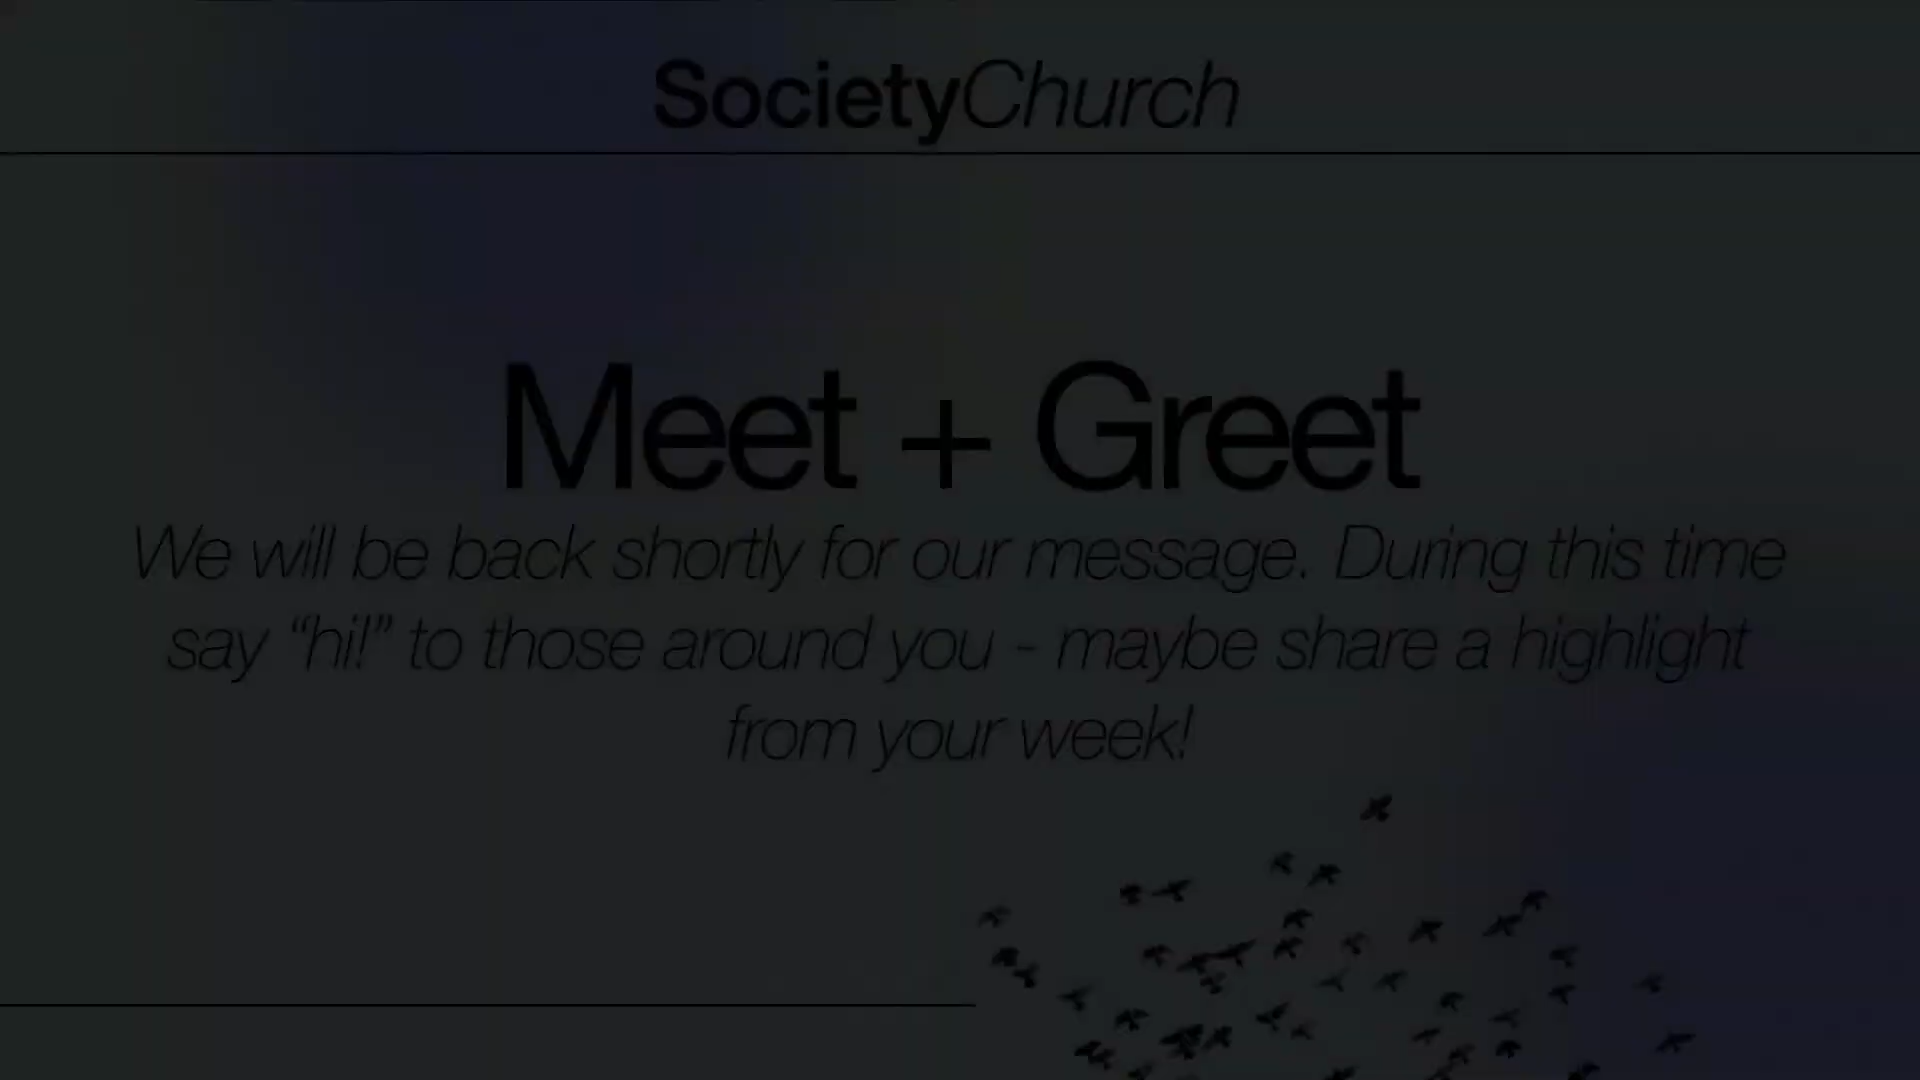 SocietyChurch
Meet + Greet
We will be back shortly for our message. During this time
say “hi!” to those around you - maybe share a highlight
from your week!